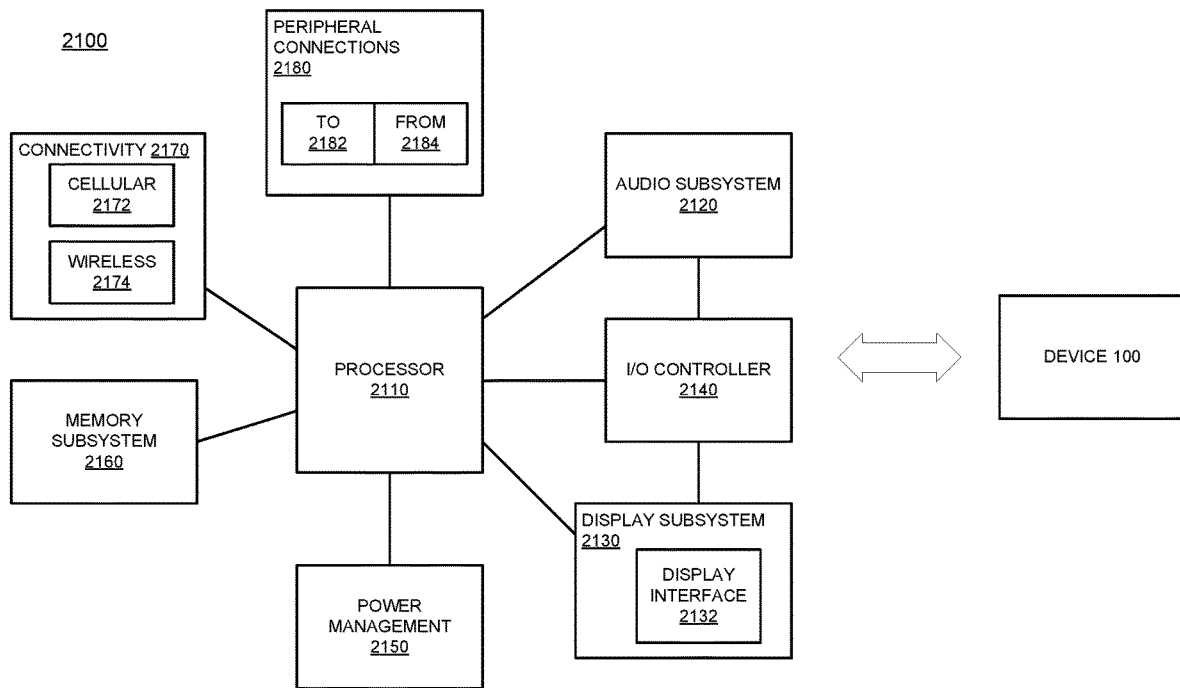 2100
PERIPHERAL
CONNECTIONS
2180
TO
2182
FROM
2184
CONNECTIVITY 2170
CELLULAR
2172
WIRELESS
2174
AUDIO SUBSYSTEM
2120
PROCESSOR
2110
I/O CONTROLLER
2140
DEVICE 100
MEMORY
SUBSYSTEM
2160
DISPLAY SUBSYSTEM
2130
DISPLAY
INTERFACE
2132
POWER
MANAGEMENT
2150